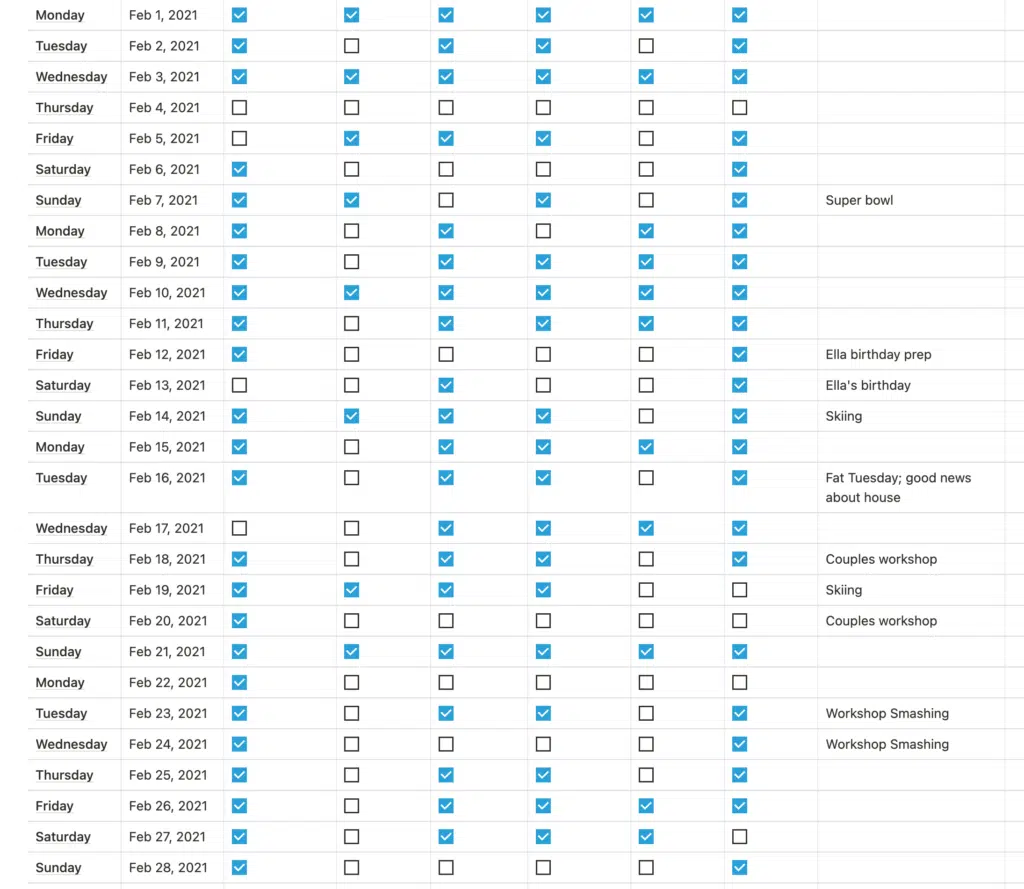 Monday Feb 1, 2021
Tuesday Feb 2, 2021
Wednesday Feb 3, 2021
Thursday Feb 4, 2021
Friday Feb 5, 2021
Saturday Feb 6, 2021
Sunday Feb 7, 2021 Super bowl
Monday Feb 8, 2021
Tuesday Feb 9, 2021
Wednesday Feb 10, 2021
Thursday Feb 11, 2021
Friday Feb 12, 2021 Ella birthday prep
Saturday Feb 13, 2021 Ella's birthday
Sunday Feb 14, 2021 Skiing
Monday Feb 15, 2021
Tuesday Feb 16, 2021 Fat Tuesday; good news
about house
Wednesday Feb 17, 2021
Thursday Feb 18, 2021 Couples workshop
Friday Feb 19, 2021 Skiing
Saturday Feb 20, 2021 Couples workshop
Sunday Feb 21, 2021
Monday Feb 22, 2021
Tuesday Feb 23, 2021 Workshop Smashing
Wednesday Feb 24, 2021 Workshop Smashing
Thursday Feb 25, 2021
Friday Feb 26, 2021
Saturday Feb 27, 2021
Sunday Feb 28, 2021